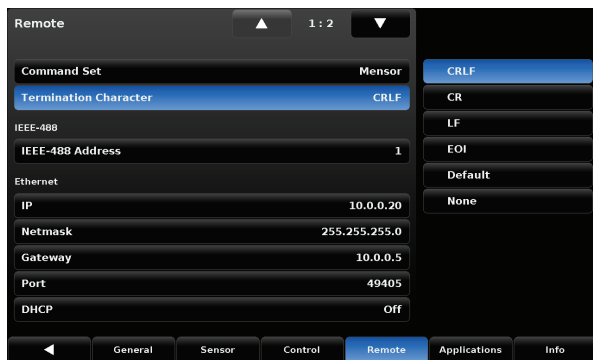 Remote
1 : 2
Command Set Mensor
Termination Character CRLF
IEEE-488
IEEE-488 Address 1
Ethernet
IP 10.0.0.20
Netmask 255.255.255.0
Gateway 10.0.0.5
Port 49405
DHCP Off
CRLF
CR
LF
EOI
Default
None
General Sensor Control Remote Applications Info